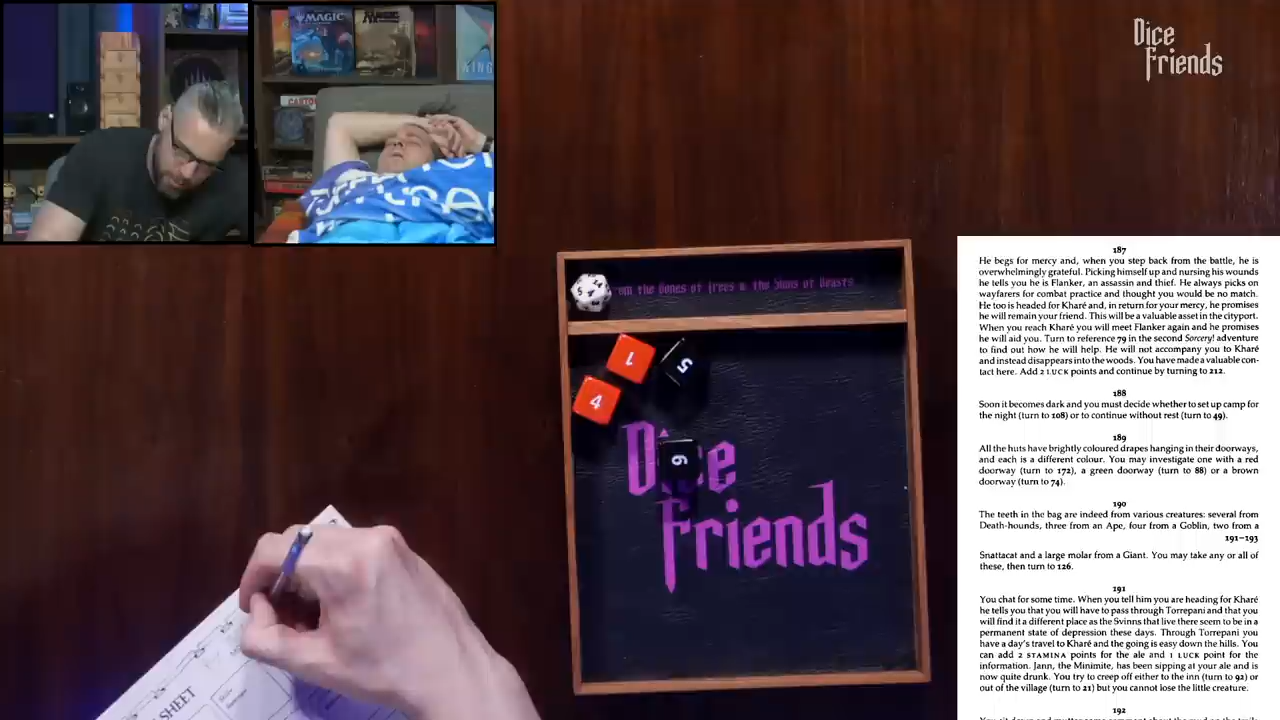 MAGIC
KING
Dice
Friends
5
14
from the Bones of Trees & the Skins of Beasts
1
5
4
6
Dice
Friends
SHEET
187
He begs for mercy and, when you step back from the battle, he is
overwhelmingly grateful. Picking himself up and nursing his wounds
he tells you he is Flanker, an assassin and thief. He always picks on
wayfarers for combat practice and thought you would be no match.
He too is headed for Kharé and, in return for your mercy, he promises
he will remain your friend. This will be a valuable asset in the cityport.
When you reach Kharé you will meet Flanker again and he promises
he will aid you. Turn to reference 79 in the second Sorcery! adventure
to find out how he will help. He will not accompany you to Kharé
and instead disappears into the woods. You have made a valuable con-
tact here. Add 2 LUCK points and continue by turning to 212.
188
Soon it becomes dark and you must decide whether to set up camp for
the night (turn to 108) or to continue without rest (turn to 49).
189
All the huts have brightly coloured drapes hanging in their doorways,
and each is a different colour. You may investigate one with a red
doorway (turn to 172), a green doorway (turn to 88) or a brown
doorway (turn to 74).
190
The teeth in the bag are indeed from various creatures: several from
Death-hounds, three from an Ape, four from a Goblin, two from a
191–193
Snattacat and a large molar from a Giant. You may take any or all of
these, then turn to 126.
191
You chat for some time. When you tell him you are heading for Kharé
he tells you that you will have to pass through Torrepani and that you
will find it a different place as the Svinns that live there seem to be in a
permanent state of depression these days. Through Torrepani you
have a day's travel to Kharé and the going is easy down the hills. You
can add 2 STAMINA points for the ale and 1 LUCK point for the
information. Jann, the Minimite, has been sipping at your ale and is
now quite drunk. You try to creep off either to the inn (turn to 92) or
out of the village (turn to 21) but you cannot lose the little creature.
192